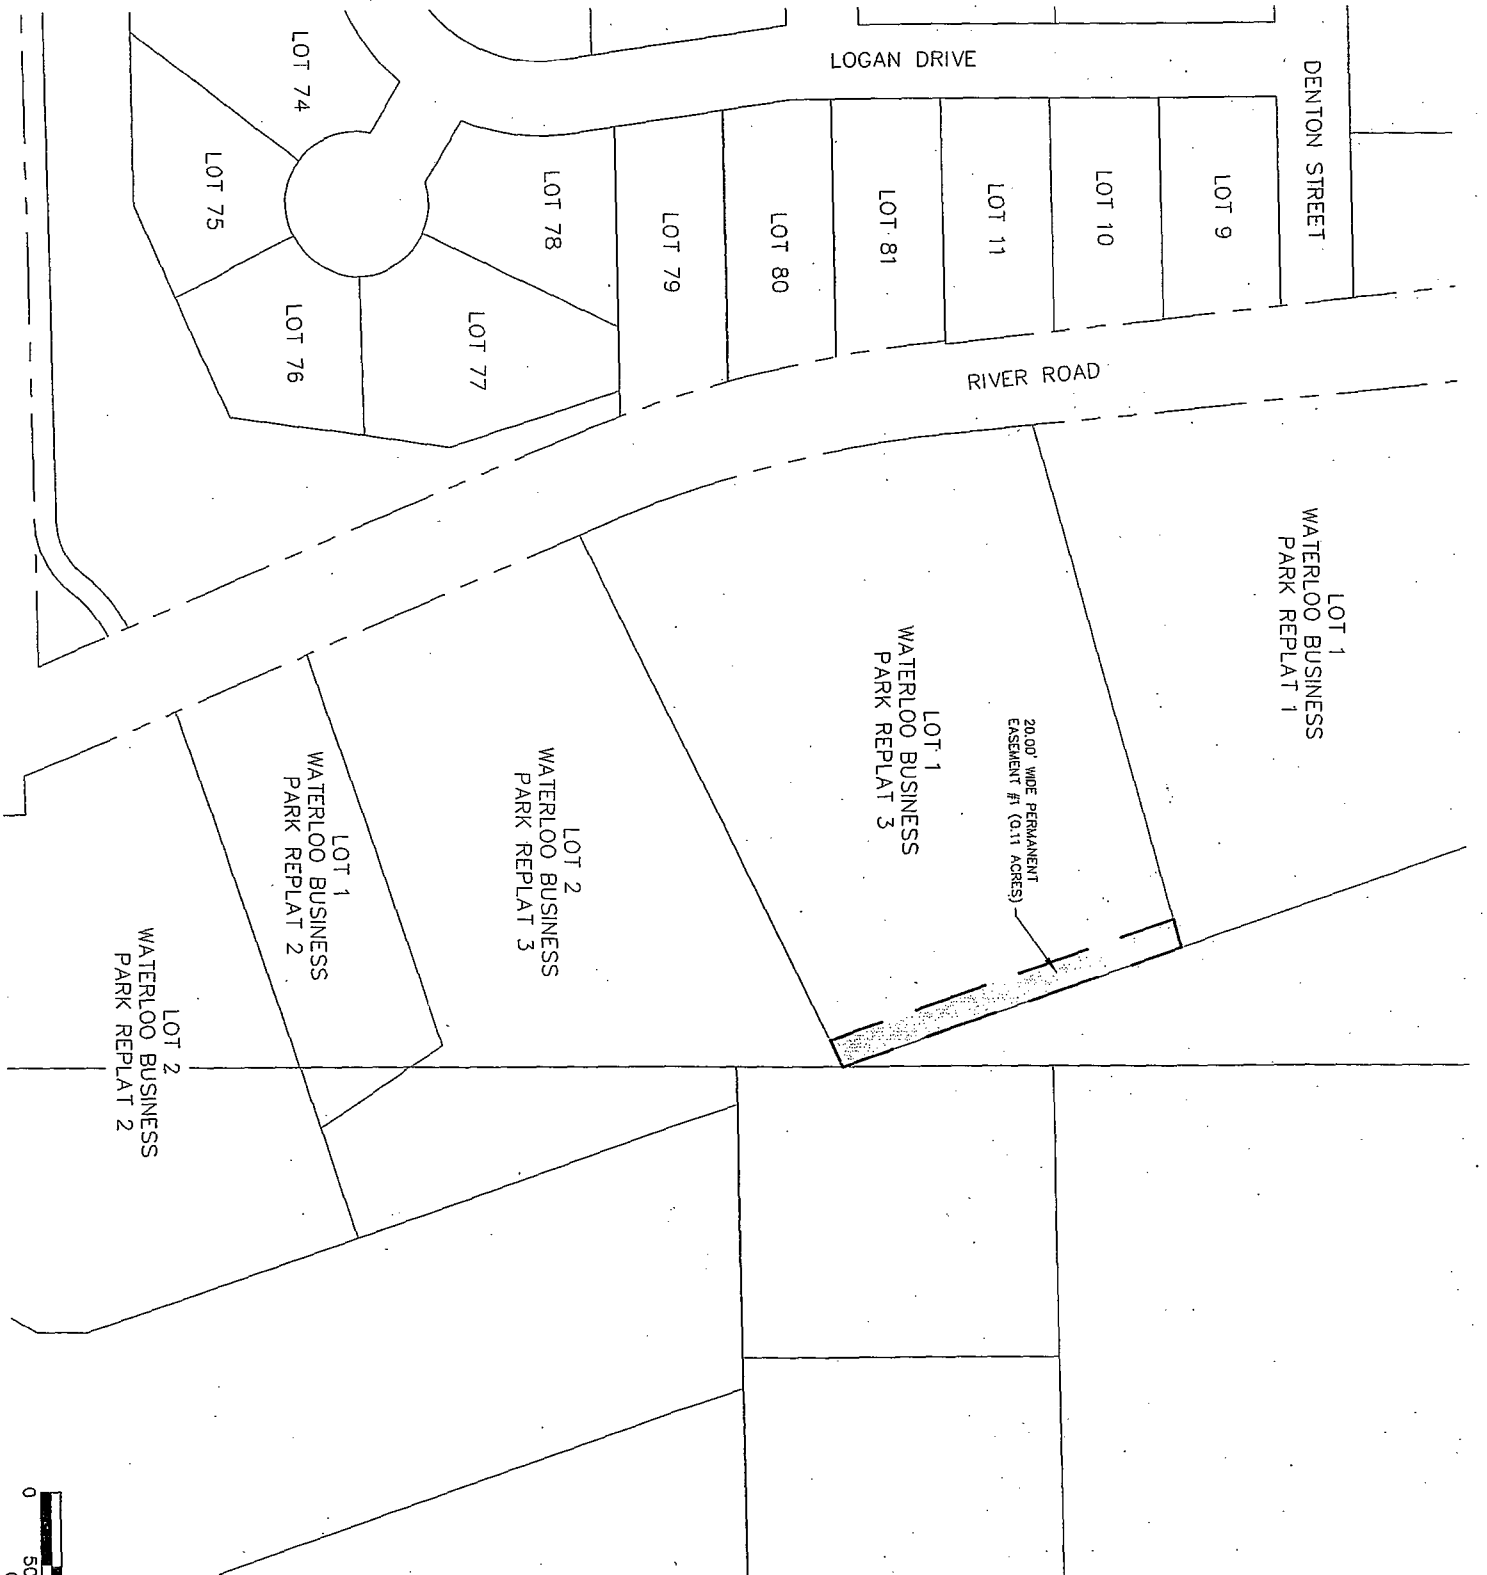 LOGAN DRIVE
DENTON STREET
LOT 74
LOT 75
LOT 76
LOT 77
LOT 78
LOT 79
LOT 80
LOT 81
LOT 11
LOT 10
LOT 9
RIVER ROAD
LOT 1
WATERLOO BUSINESS
PARK REPLAT 1
LOT 1
WATERLOO BUSINESS
PARK REPLAT 3
20.00' WIDE PERMANENT
EASEMENT #1 (0.11 ACRES)
LOT 2
WATERLOO BUSINESS
PARK REPLAT 3
LOT 1
WATERLOO BUSINESS
PARK REPLAT 2
LOT 2
WATERLOO BUSINESS
PARK REPLAT 2
0
50